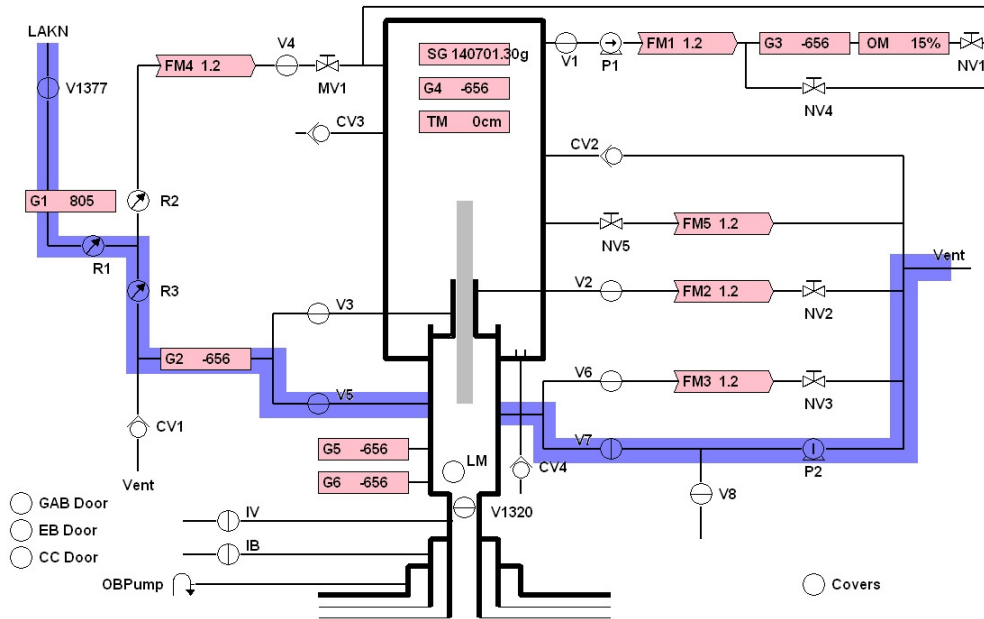 LAKN
V1377
FM4 1.2
V4
MV1
SG 140701.30g
G4 -656
TM 0cm
V1
P1
FM1 1.2
G3 -656
OM 15%
NV1
NV4
CV3
CV2
G1 805
R2
R1
NV5
FM5 1.2
Vent
R3
V3
V2
FM2 1.2
NV2
G2 -656
V5
V6
FM3 1.2
NV3
CV1
V7
P2
G5 -656
LM
CV4
G6 -656
Vent
V8
GAB Door
IV
V1320
EB Door
IB
CC Door
OBPump
Covers